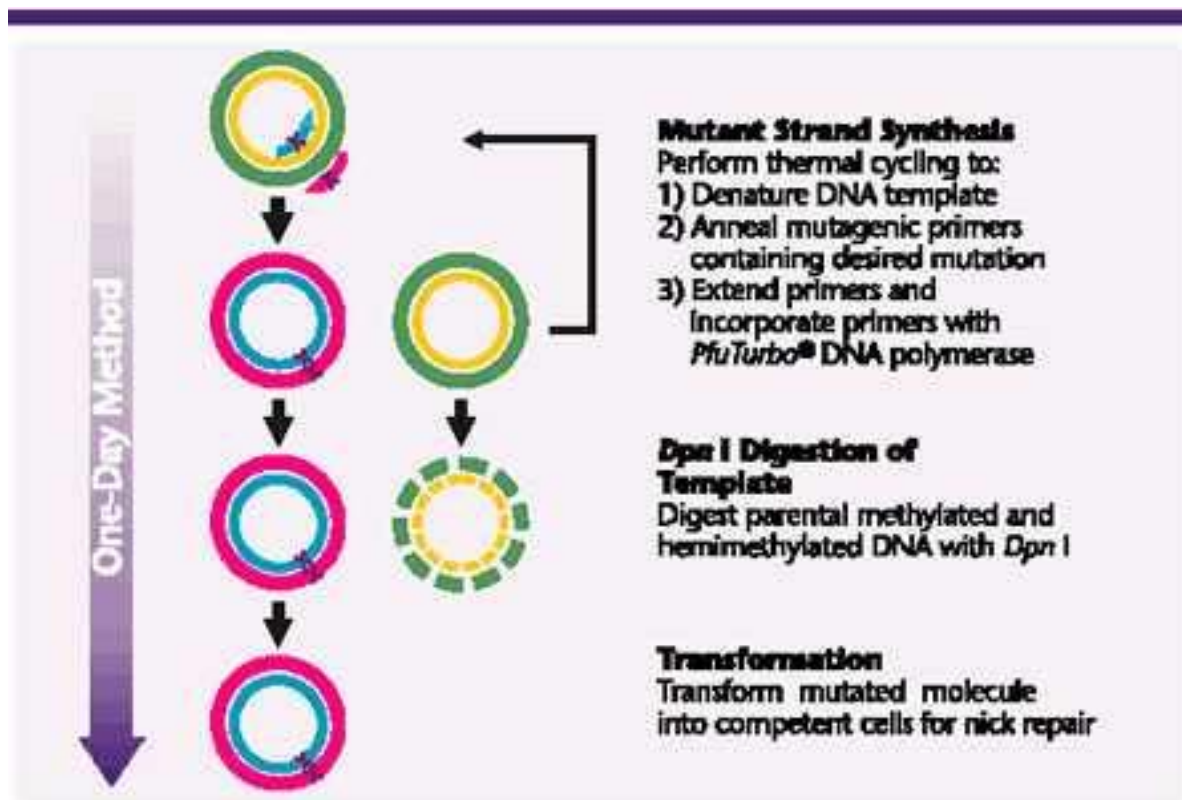 One-Day Method
Mutant Strand Synthesis
Perform thermal cycling to:
1) Denature DNA template
2) Anneal mutagenic primers
containing desired mutation
3) Extend primers and
incorporate primers with
PfuTurbo® DNA polymerase
Dpn I Digestion of
Template
Digest parental methylated and
hemimethylated DNA with Dpn I
Transformation
Transform mutated molecule
into competent cells for nick repair